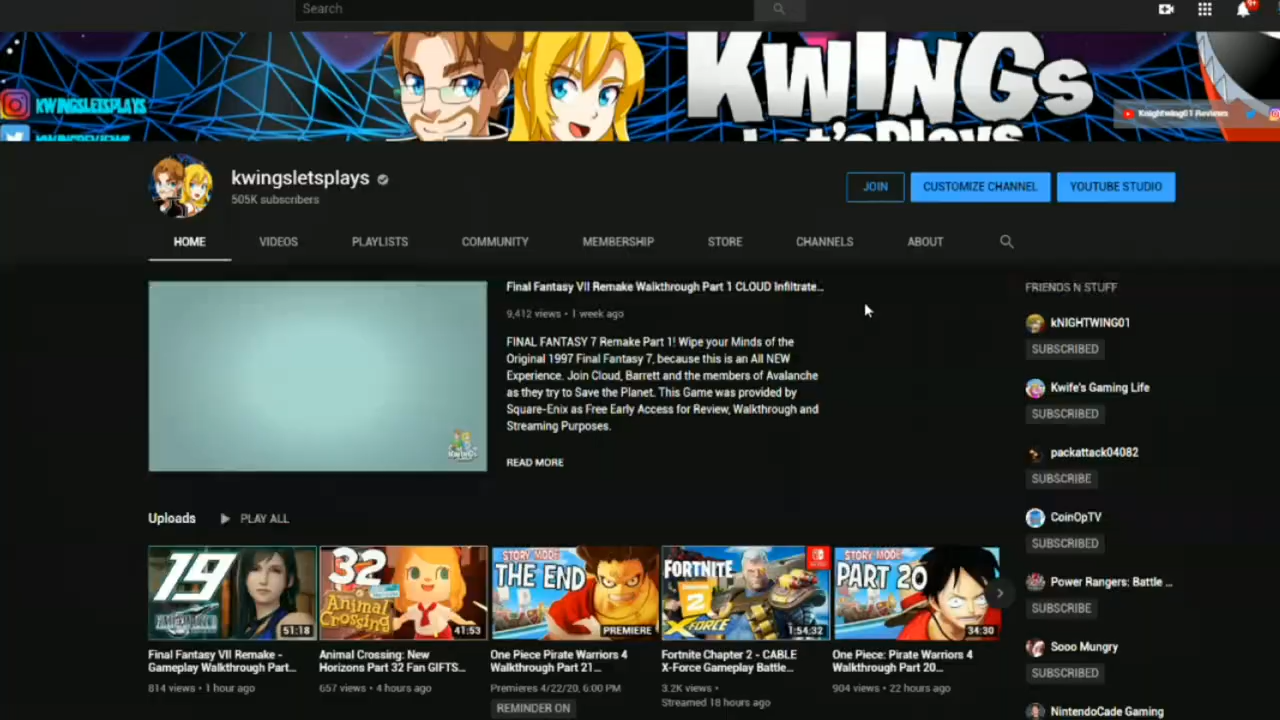 Search
9+
KWINGSLETSPLAYS
KWINGS
Let'sPlays
Knightwing01 Reviews
kwingsletsplays
505K subscribers
JOIN
CUSTOMIZE CHANNEL
YOUTUBE STUDIO
HOME
VIDEOS
PLAYLISTS
COMMUNITY
MEMBERSHIP
STORE
CHANNELS
ABOUT
Final Fantasy VII Remake Walkthrough Part 1 CLOUD Infiltrate...
9,412 views • 1 week ago
FINAL FANTASY 7 Remake Part 1! Wipe your Minds of the
Original 1997 Final Fantasy 7, because this is an All NEW
Experience. Join Cloud, Barrett and the members of Avalanche
as they try to Save the Planet. This Game was provided by
Square-Enix as Free Early Access for Review, Walkthrough and
Streaming Purposes.
READ MORE
FRIENDS N STUFF
kNIGHTWING01
SUBSCRIBED
Kwife's Gaming Life
SUBSCRIBED
packattack04082
SUBSCRIBE
CoinOpTV
SUBSCRIBED
Power Rangers: Battle ...
SUBSCRIBE
Sooo Mungry
SUBSCRIBED
NintendoCade Gaming
Uploads
PLAY ALL
19
51:18
32
Animal
Crossing
41:53
STORY MODE
THE END
PREMIERE
FORTNITE
2
X-FORCE
1:54:32
STORY MODE
PART 20
34:30
Final Fantasy VII Remake -
Gameplay Walkthrough Part...
814 views • 1 hour ago
Animal Crossing: New
Horizons Part 32 Fan GIFTS...
657 views • 4 hours ago
One Piece Pirate Warriors 4
Walkthrough Part 21...
Premieres 4/22/20, 6:00 PM
REMINDER ON
Fortnite Chapter 2 - CABLE
X-Force Gameplay Battle...
3.2K views •
Streamed 18 hours ago
One Piece: Pirate Warriors 4
Walkthrough Part 20...
904 views • 22 hours ago